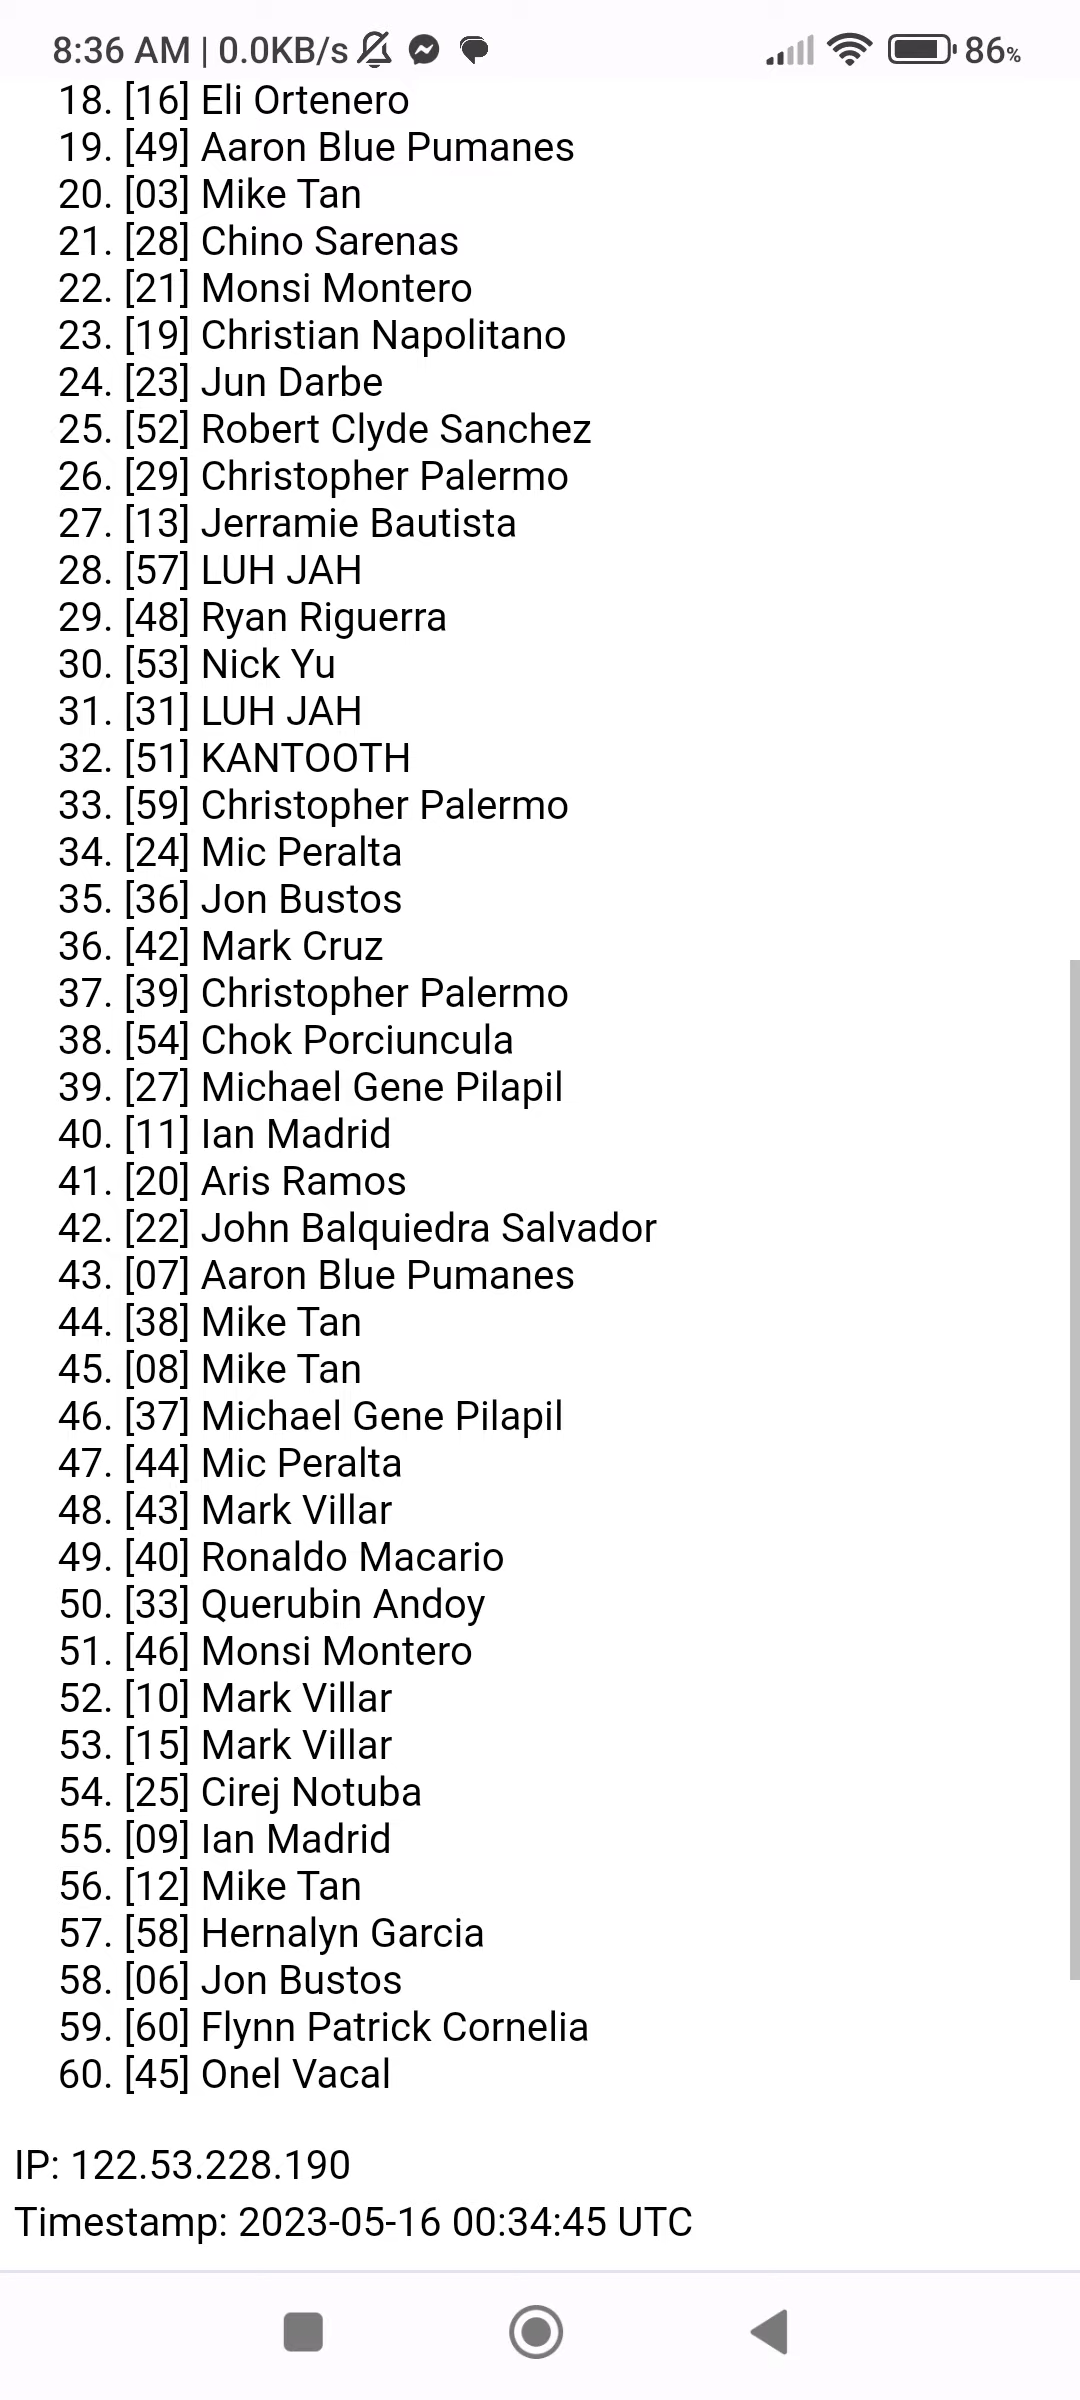 8:36 AM | 0.0KB/s 86%
18. [16] Eli Ortenero
19. [49] Aaron Blue Pumanes
20. [03] Mike Tan
21. [28] Chino Sarenas
22. [21] Monsi Montero
23. [19] Christian Napolitano
24. [23] Jun Darbe
25. [52] Robert Clyde Sanchez
26. [29] Christopher Palermo
27. [13] Jerramie Bautista
28. [57] LUH JAH
29. [48] Ryan Riguerra
30. [53] Nick Yu
31. [31] LUH JAH
32. [51] KANTOOTH
33. [59] Christopher Palermo
34. [24] Mic Peralta
35. [36] Jon Bustos
36. [42] Mark Cruz
37. [39] Christopher Palermo
38. [54] Chok Porciuncula
39. [27] Michael Gene Pilapil
40. [11] Ian Madrid
41. [20] Aris Ramos
42. [22] John Balquiedra Salvador
43. [07] Aaron Blue Pumanes
44. [38] Mike Tan
45. [08] Mike Tan
46. [37] Michael Gene Pilapil
47. [44] Mic Peralta
48. [43] Mark Villar
49. [40] Ronaldo Macario
50. [33] Querubin Andoy
51. [46] Monsi Montero
52. [10] Mark Villar
53. [15] Mark Villar
54. [25] Cirej Notuba
55. [09] Ian Madrid
56. [12] Mike Tan
57. [58] Hernalyn Garcia
58. [06] Jon Bustos
59. [60] Flynn Patrick Cornelia
60. [45] Onel Vacal
IP: 122.53.228.190
Timestamp: 2023-05-16 00:34:45 UTC